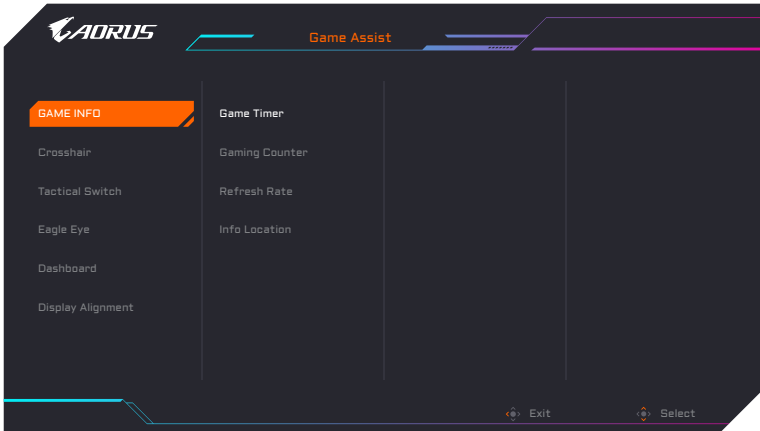 AORUS
Game Assist
GAME INFO
Game Timer
Crosshair
Gaming Counter
Tactical Switch
Refresh Rate
Eagle Eye
Info Location
Dashboard
Display Alignment
Exit
Select